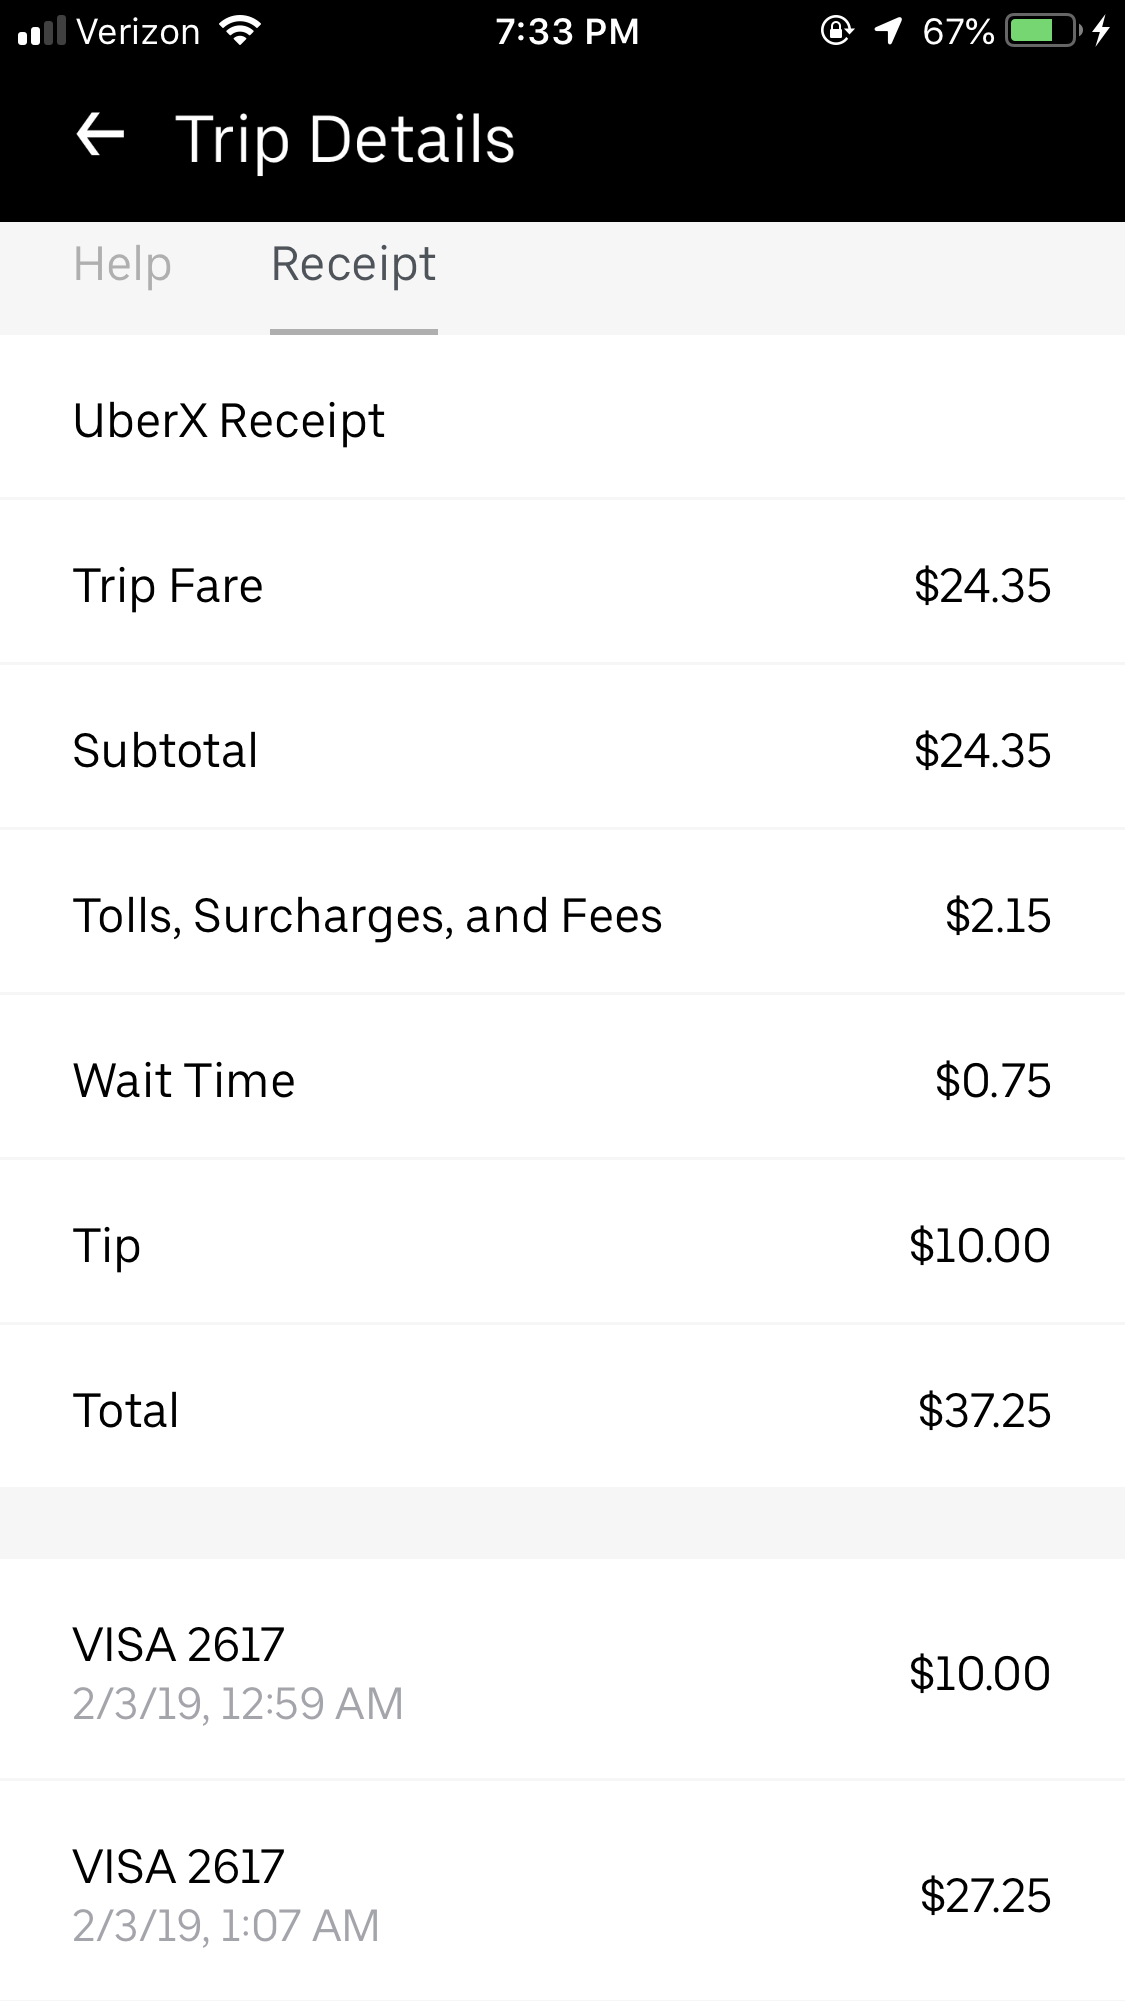 Verizon 7:33 PM 67%
Trip Details
Help Receipt
UberX Receipt
Trip Fare $24.35
Subtotal $24.35
Tolls, Surcharges, and Fees $2.15
Wait Time $0.75
Tip $10.00
Total $37.25
VISA 2617
$10.00
2/3/19, 12:59 AM
VISA 2617
$27.25
2/3/19, 1:07 AM